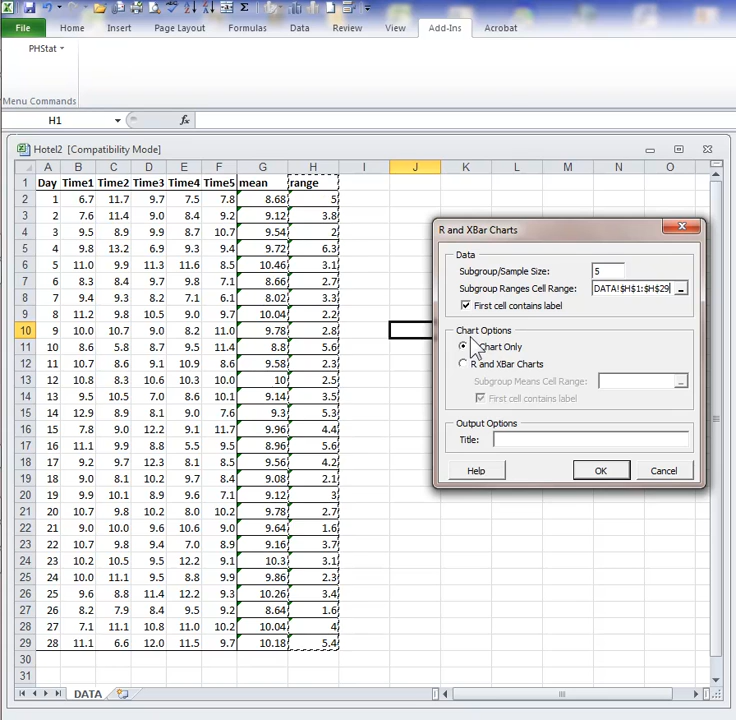 File Home Insert Page Layout Formulas Data Review View Add-Ins Acrobat
PHStat
Menu Commands
H1 fx
Hotel2 [Compatibility Mode]
A B C D E F G H I J K L M N O
1 Day Time1 Time2 Time3 Time4 Time5 mean range
2 1 6.7 11.7 9.7 7.5 7.8 8.68 5
3 2 7.6 11.4 9.0 8.4 9.2 9.12 3.8
4 3 9.5 8.9 9.9 8.7 10.7 9.54 2
5 4 9.8 13.2 6.9 9.3 9.4 9.72 6.3
6 5 11.0 9.9 11.3 11.6 8.5 10.46 3.1
7 6 8.3 8.4 9.7 9.8 7.1 8.66 2.7
8 7 9.4 9.3 8.2 7.1 6.1 8.02 3.3
9 8 11.2 9.8 10.5 9.0 9.7 10.04 2.2
10 9 10.0 10.7 9.0 8.2 11.0 9.78 2.8
11 10 8.6 5.8 8.7 9.5 11.4 8.8 5.6
12 11 10.7 8.6 9.1 10.9 8.6 9.58 2.3
13 12 10.8 8.3 10.6 10.3 10.0 10 2.5
14 13 9.5 10.5 7.0 8.6 10.1 9.14 3.5
15 14 12.9 8.9 8.1 9.0 7.6 9.3 5.3
16 15 7.8 9.0 12.2 9.1 11.7 9.96 4.4
17 16 11.1 9.9 8.8 5.5 9.5 8.96 5.6
18 17 9.2 9.7 12.3 8.1 8.5 9.56 4.2
19 18 9.0 8.1 10.2 9.7 8.4 9.08 2.1
20 19 9.9 10.1 8.9 9.6 7.1 9.12 3
21 20 10.7 9.8 10.2 8.0 10.2 9.78 2.7
22 21 9.0 10.0 9.6 10.6 9.0 9.64 1.6
23 22 10.7 9.8 9.4 7.0 8.9 9.16 3.7
24 23 10.2 10.5 9.5 12.2 9.1 10.3 3.1
25 24 10.0 11.1 9.5 8.8 9.9 9.86 2.3
26 25 9.6 8.8 11.4 12.2 9.3 10.26 3.4
27 26 8.2 7.9 8.4 9.5 9.2 8.64 1.6
28 27 7.1 11.1 10.8 11.0 10.2 10.04 4
29 28 11.1 6.6 12.0 11.5 9.7 10.18 5.4
30
31
DATA
R and XBar Charts
Data
Subgroup/Sample Size: 5
Subgroup Ranges Cell Range: DATA!$H$1:$H$29
First cell contains label
Chart Options
Chart Only
R and XBar Charts
Subgroup Means Cell Range:
First cell contains label
Output Options
Title:
Help OK Cancel